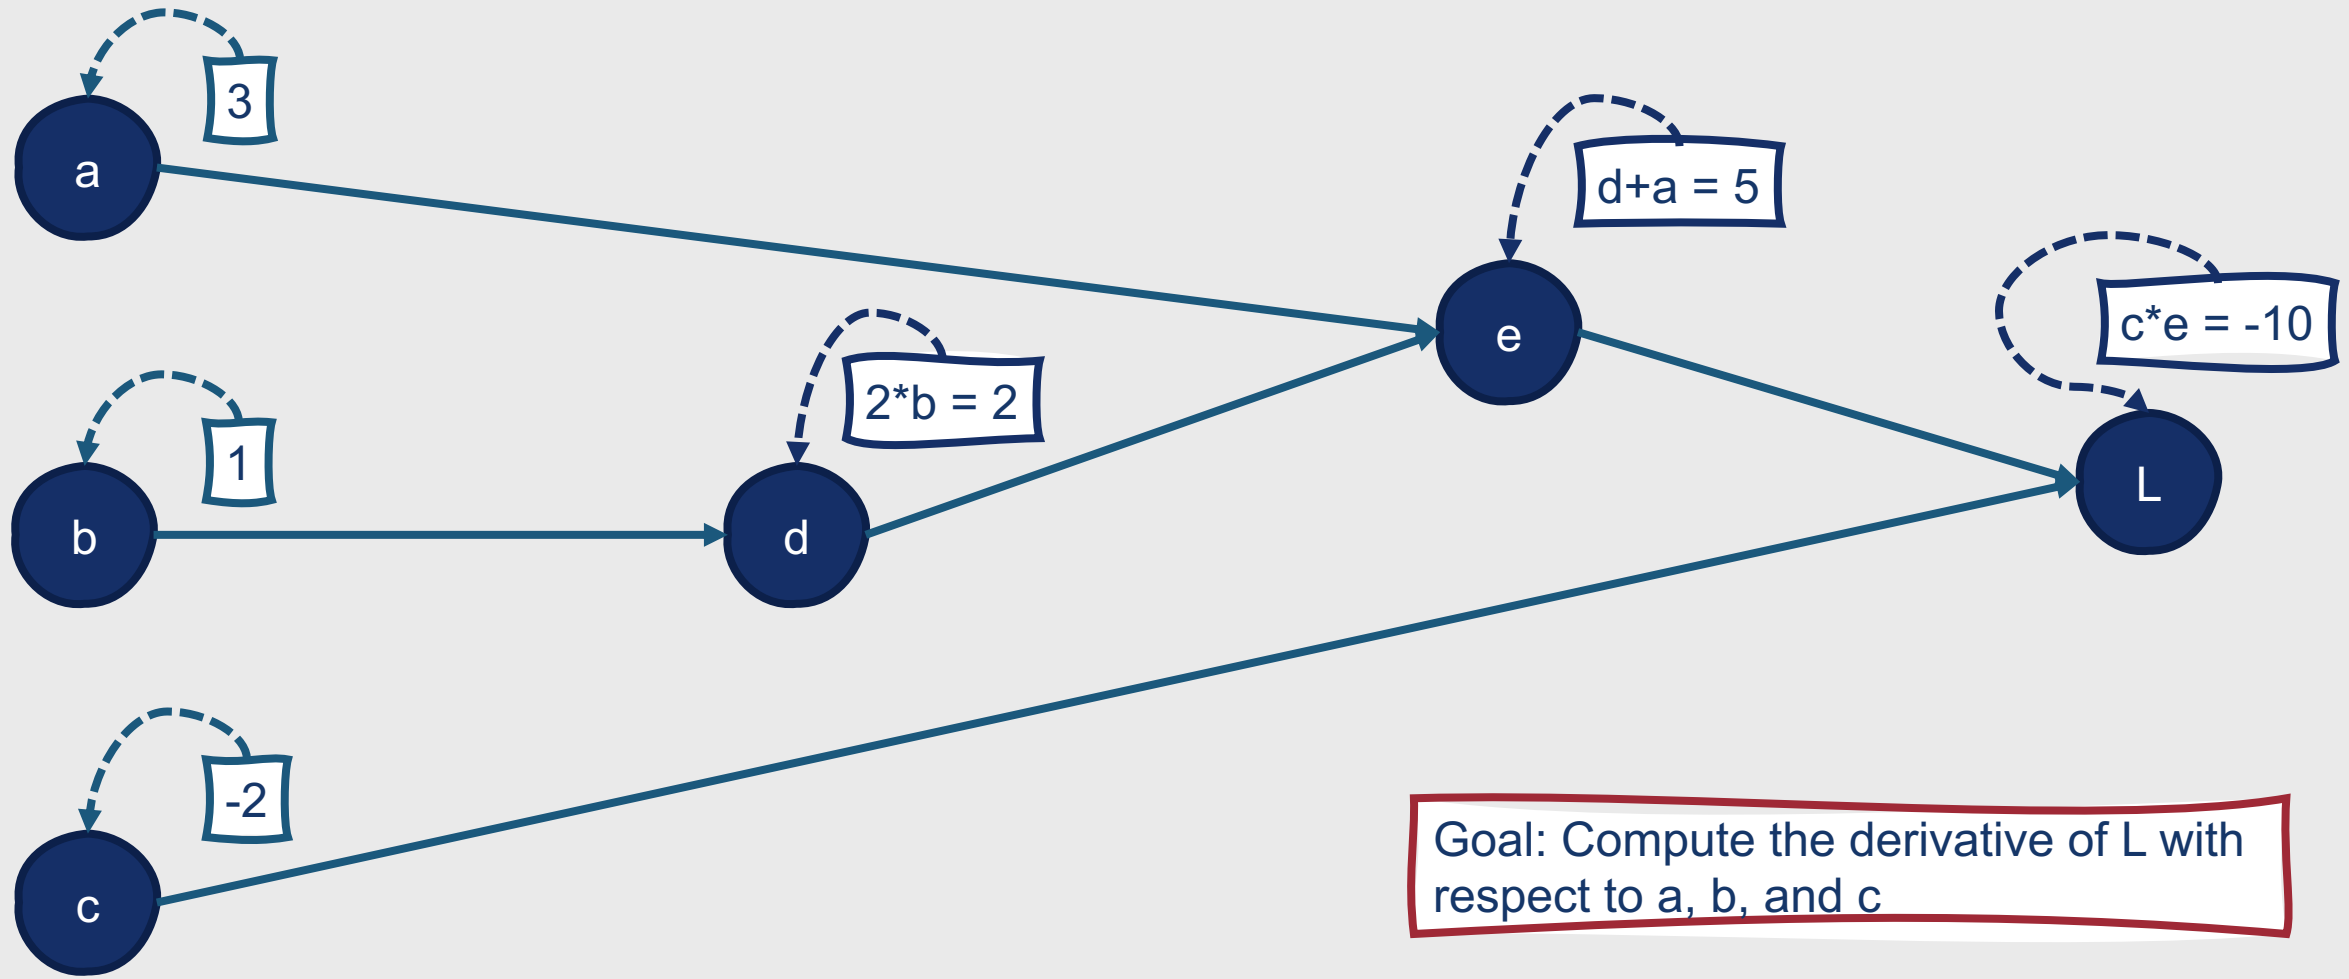 3
a
d+a = 5
e
c*e = -10
L
2*b = 2
d
1
b
-2
c
Goal: Compute the derivative of L with
respect to a, b, and c